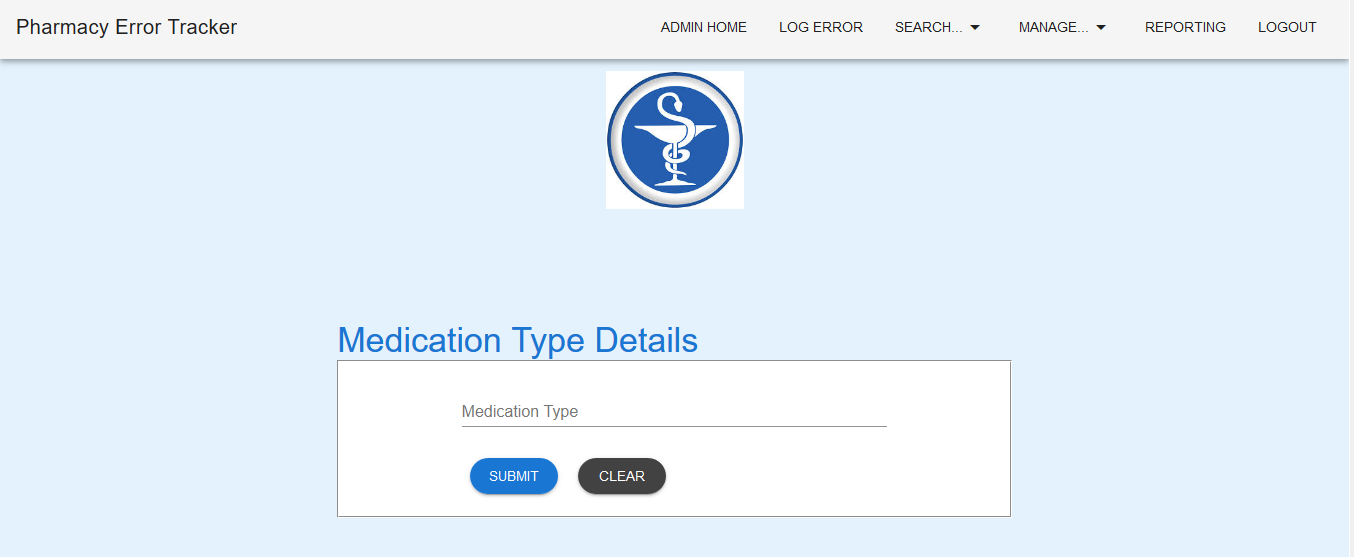 Pharmacy Error Tracker
ADMIN HOME LOG ERROR SEARCH... MANAGE... REPORTING LOGOUT
Medication Type Details
Medication Type
SUBMIT CLEAR